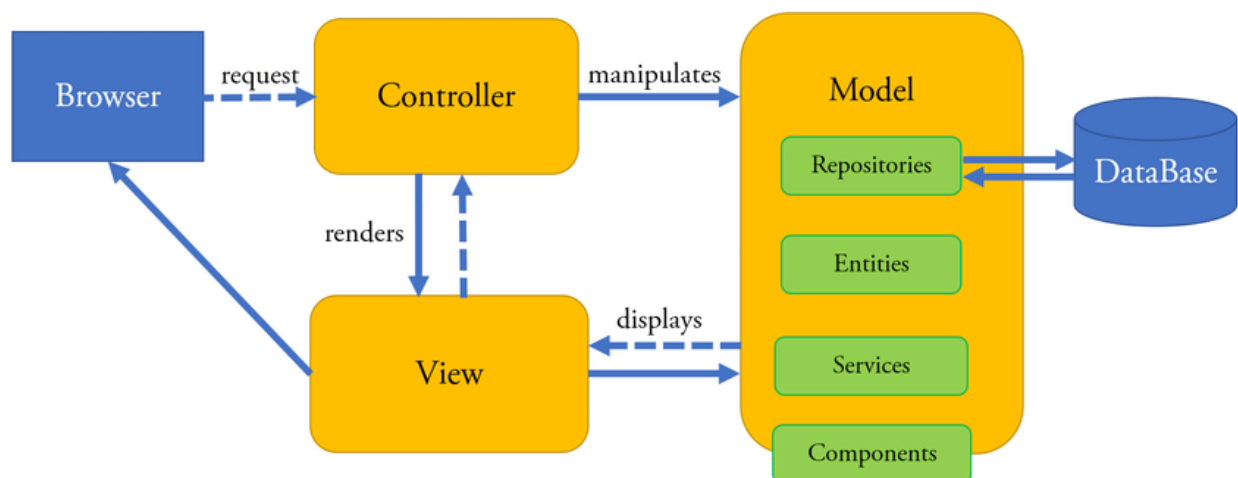 Browser
request
Controller
manipulates
Model
Repositories
DataBase
renders
Entities
displays
View
Services
Components